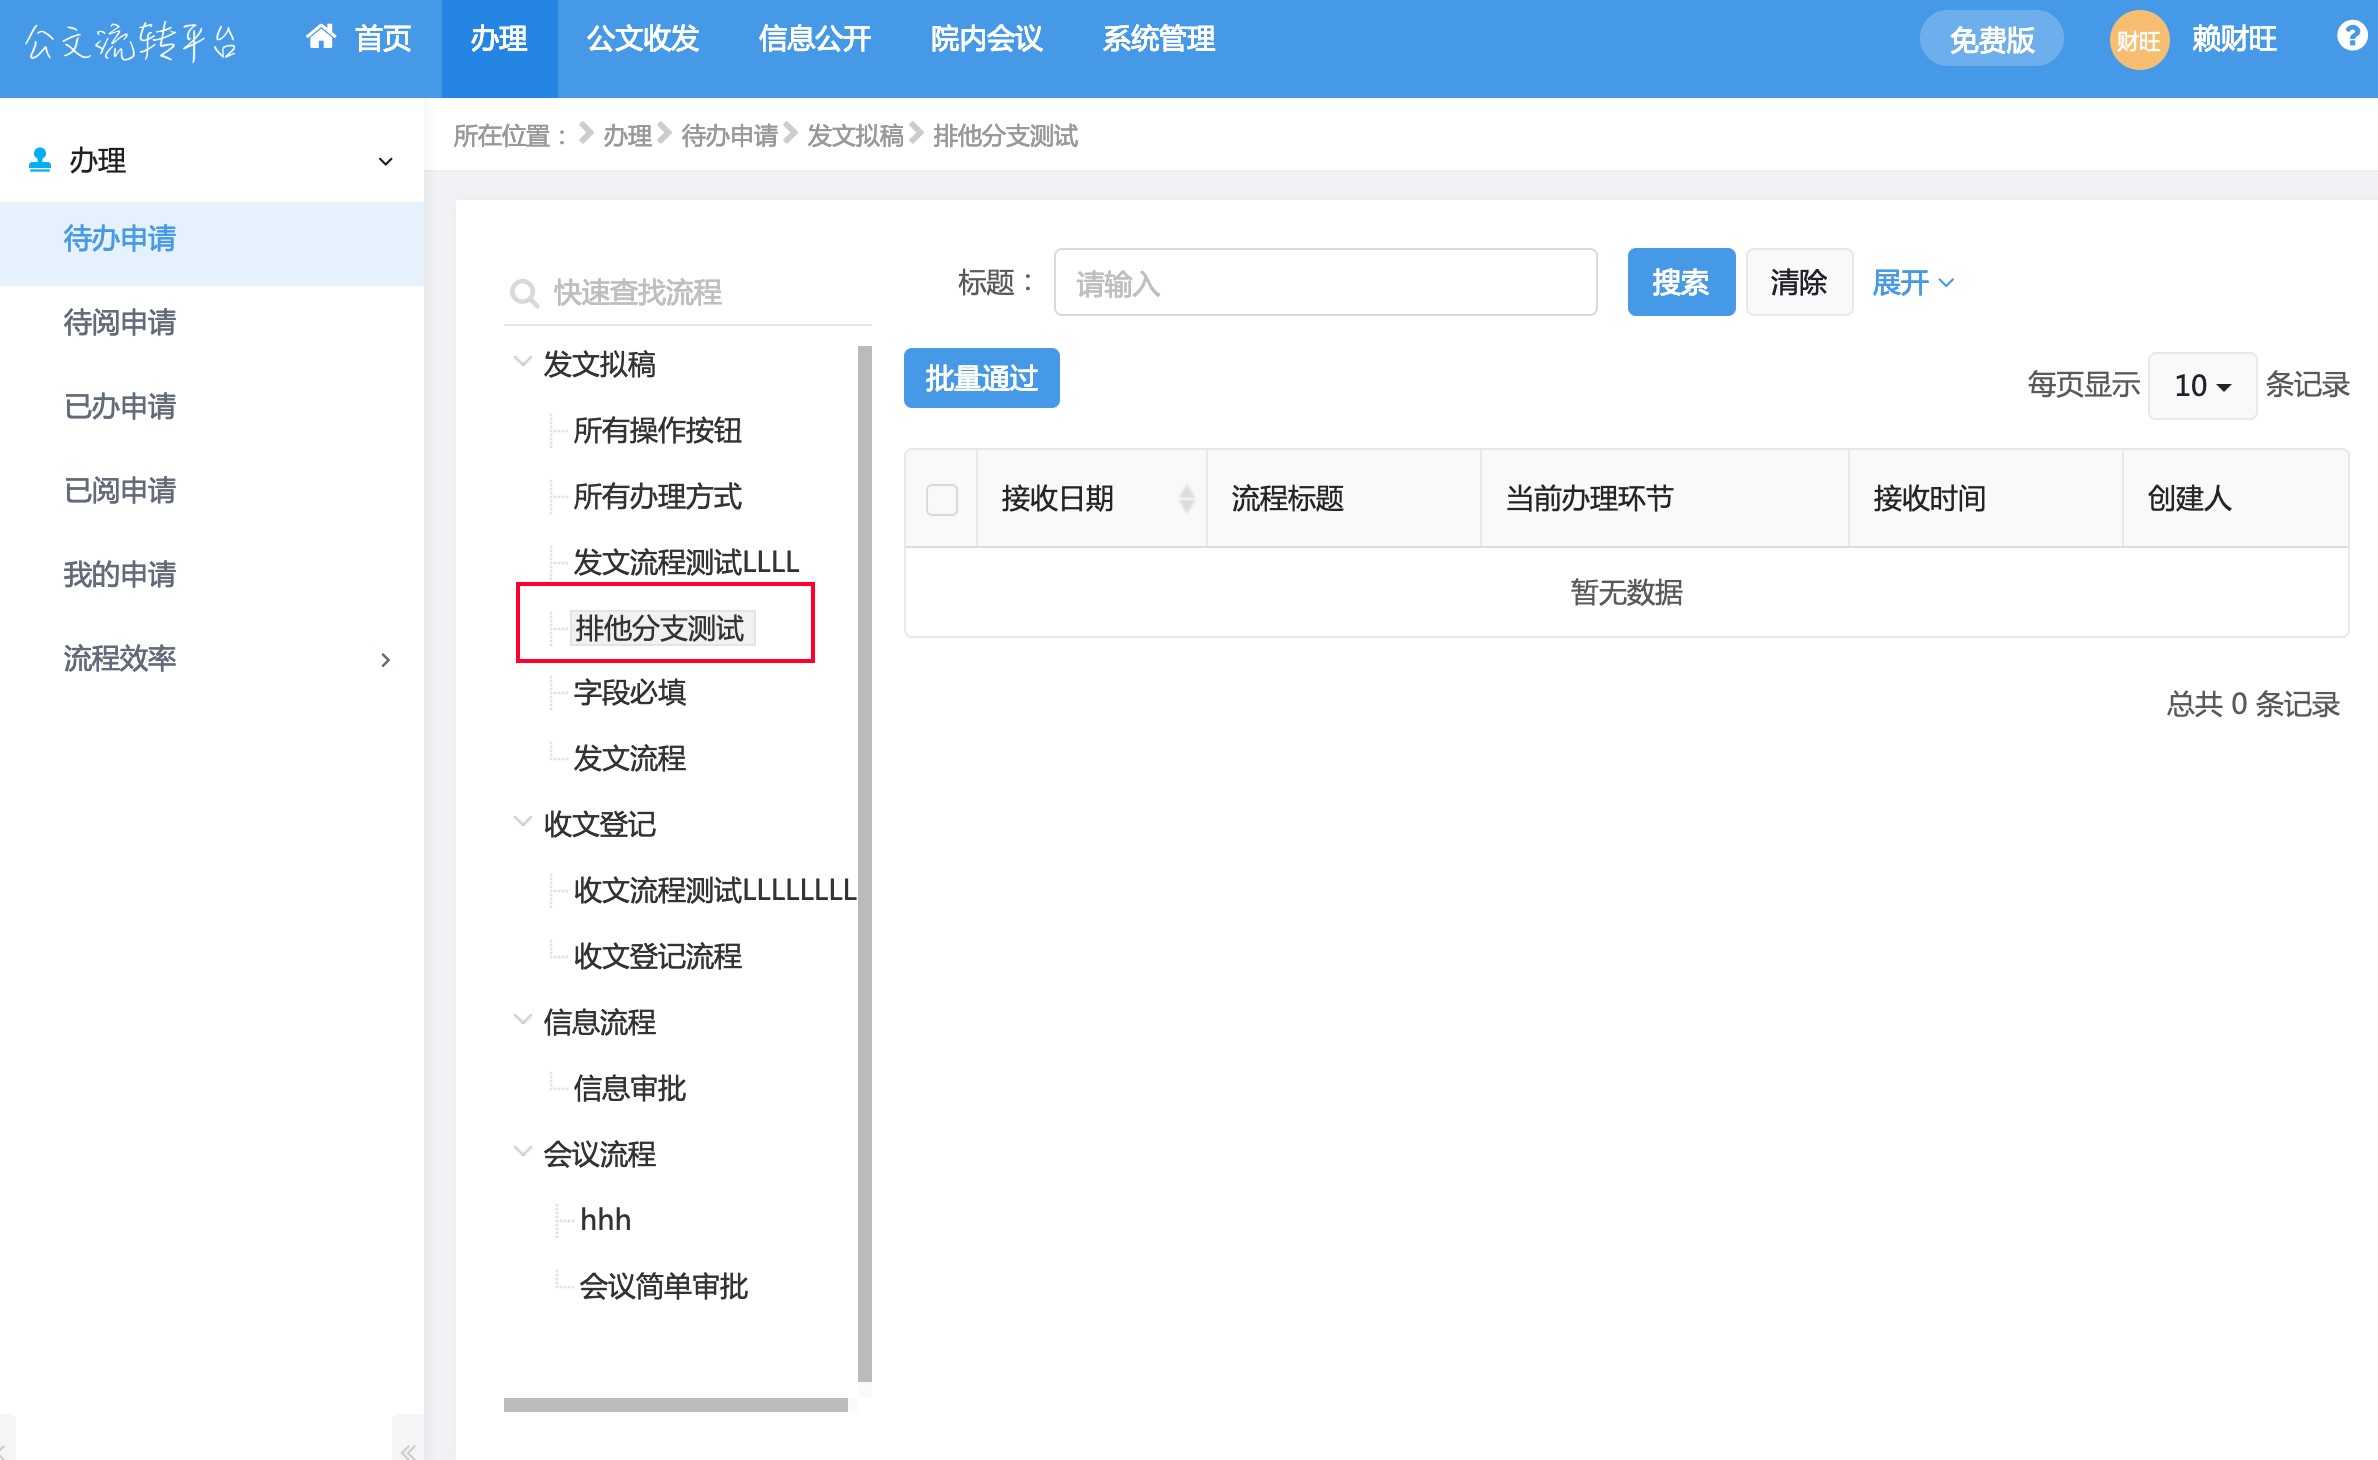 公文流转平台 首页 办理 公文收发 信息公开 院内会议 系统管理 免费版 财旺 赖财旺
办理
待办申请
待阅申请
已办申请
已阅申请
我的申请
流程效率
所在位置： 办理 待办申请 发文拟稿 排他分支测试
快速查找流程
发文拟稿
所有操作按钮
所有办理方式
发文流程测试LLLL
排他分支测试
字段必填
发文流程
收文登记
收文流程测试LLLLLLLL
收文登记流程
信息流程
信息审批
会议流程
hhh
会议简单审批
标题： 请输入 搜索 清除 展开
批量通过 每页显示 10 条记录
接收日期 流程标题 当前办理环节 接收时间 创建人
暂无数据
总共 0 条记录